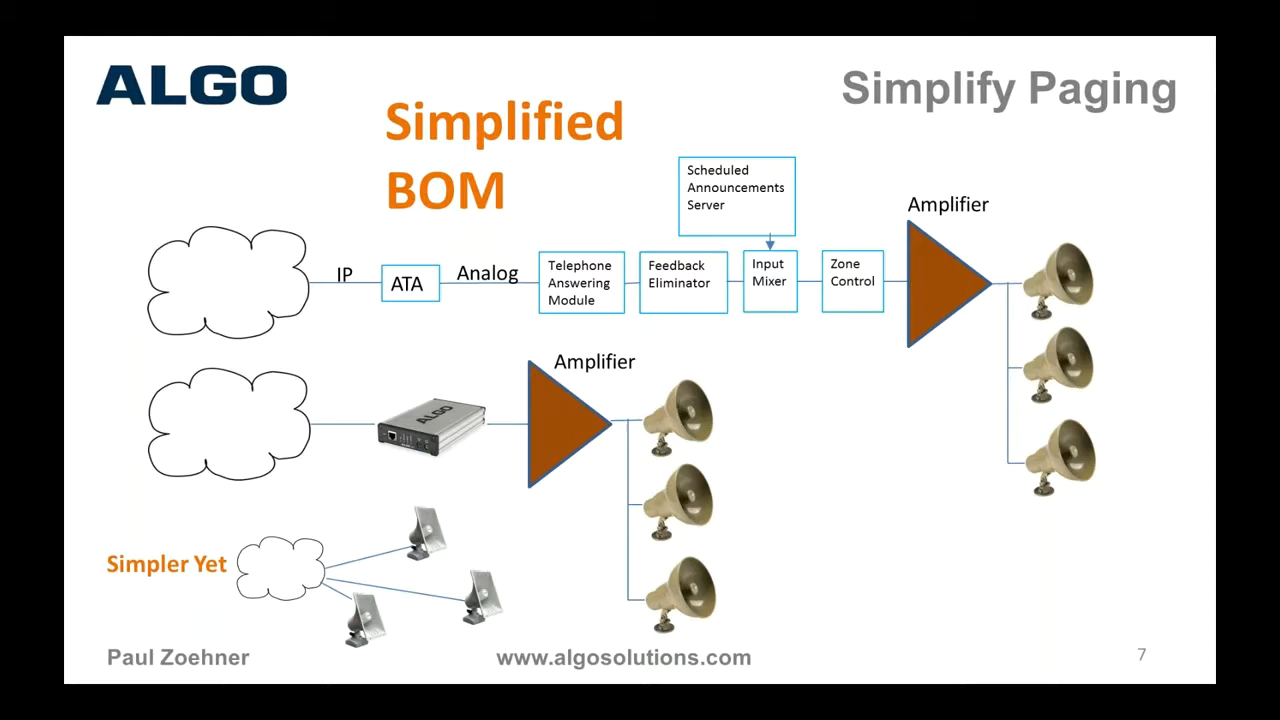 ALGO
Simplify Paging
Simplified
BOM
Scheduled
Announcements
Server
Amplifier
IP
ATA
Analog
Telephone
Answering
Module
Feedback
Eliminator
Input
Mixer
Zone
Control
Amplifier
ALGO
Simpler Yet
Paul Zoehner
www.algosolutions.com
7